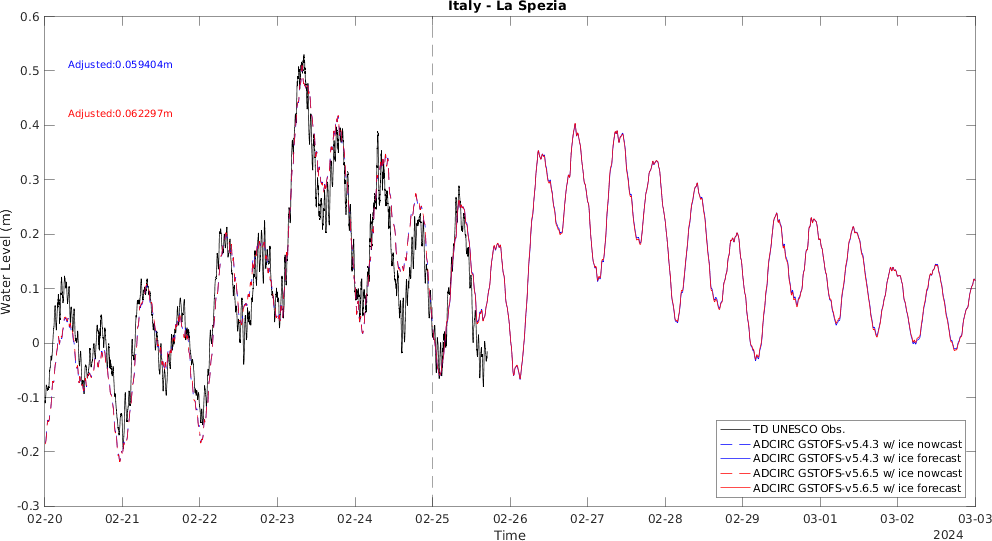 Italy - La Spezia
0.6
0.5
0.4
0.3
0.2
0.1
0
-0.1
-0.2
-0.3
Water Level (m)
Adjusted:0.059404m
Adjusted:0.062297m
TD UNESCO Obs.
ADCIRC GSTOFS-v5.4.3 w/ ice nowcast
ADCIRC GSTOFS-v5.4.3 w/ ice forecast
ADCIRC GSTOFS-v5.6.5 w/ ice nowcast
ADCIRC GSTOFS-v5.6.5 w/ ice forecast
02-20 02-21 02-22 02-23 02-24 02-25 02-26 02-27 02-28 02-29 03-01 03-02 03-03
Time
2024